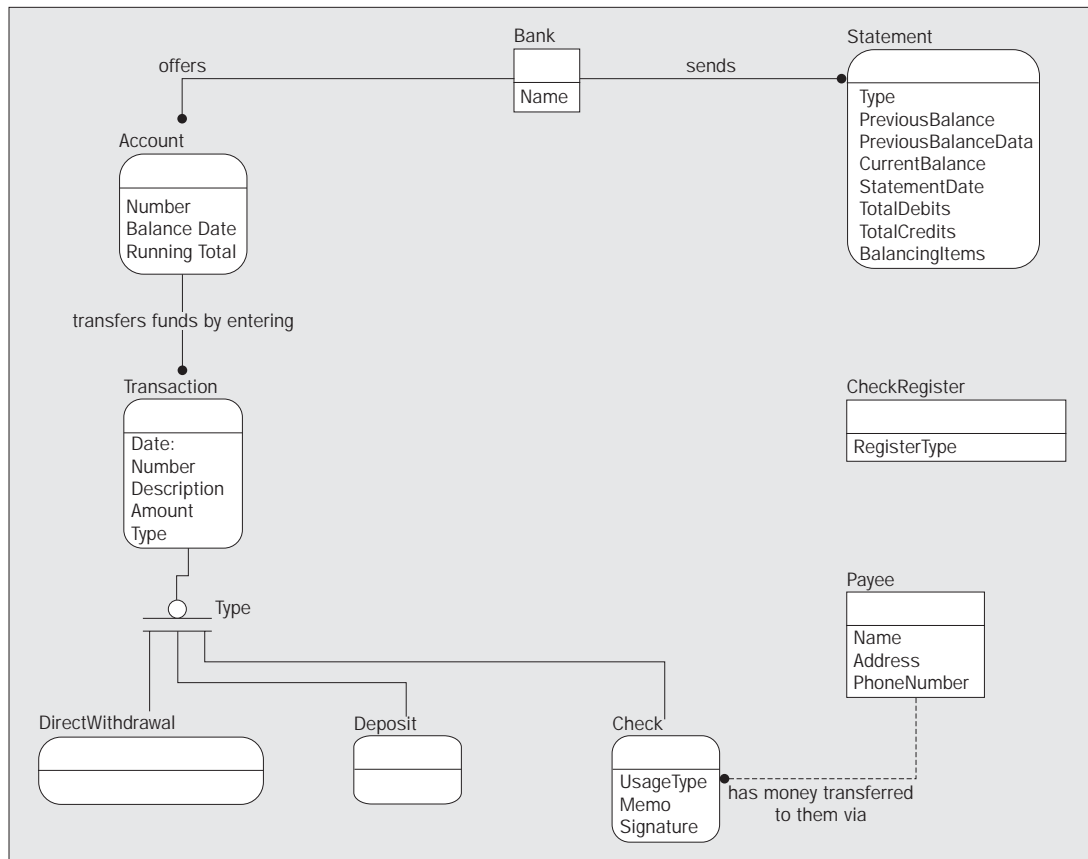 Bank
Name
offers
sends
Statement
Type
PreviousBalance
PreviousBalanceData
CurrentBalance
StatementDate
TotalDebits
TotalCredits
BalancingItems
Account
Number
Balance Date
Running Total
transfers funds by entering
Transaction
Date:
Number
Description
Amount
Type
CheckRegister
RegisterType
Type
Payee
Name
Address
PhoneNumber
DirectWithdrawal
Deposit
Check
UsageType
Memo
Signature
has money transferred
to them via